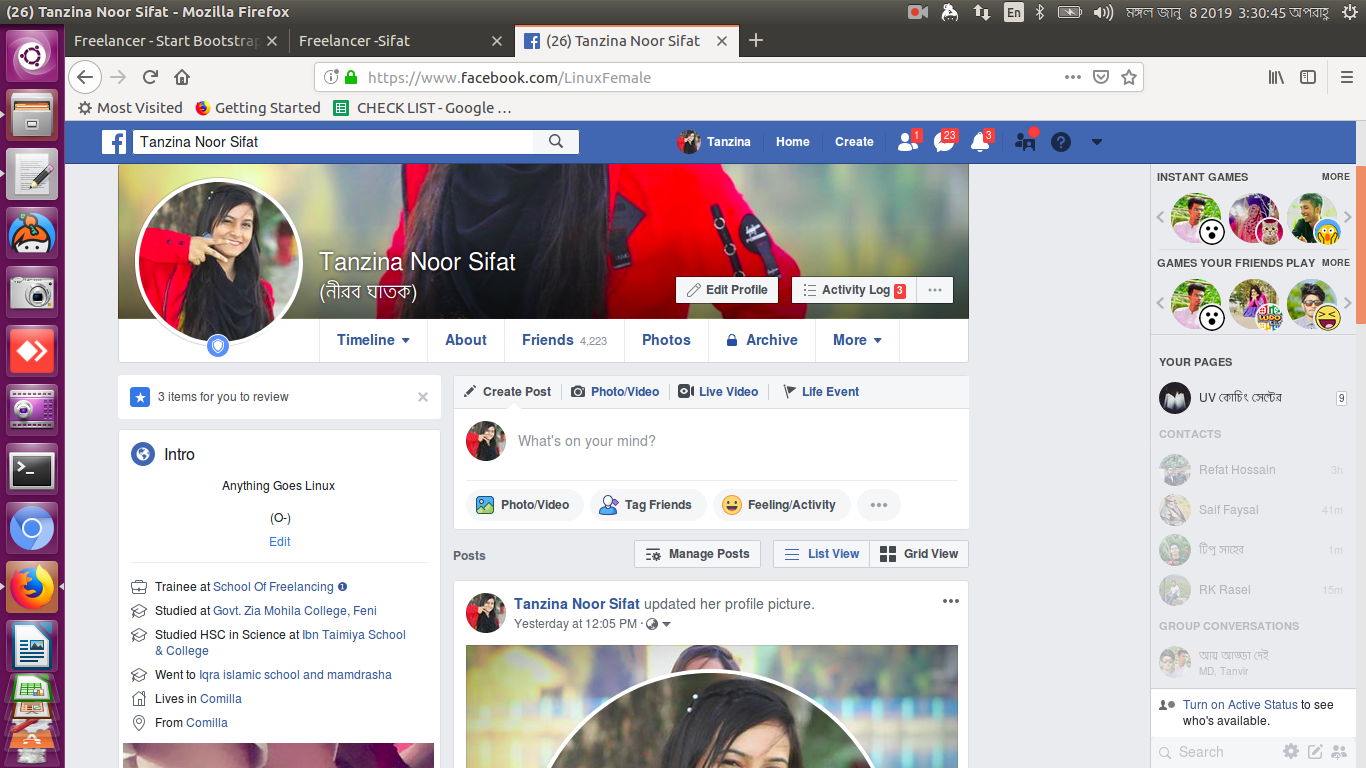 (26) Tanzina Noor Sifat - Mozilla Firefox
En
মঙ্গল জানু 8 2019 3:30:45 অপরাহ্ণ
Freelancer - Start Bootstrap
Freelancer -Sifat
(26) Tanzina Noor Sifat
https://www.facebook.com/LinuxFemale
Most Visited
Getting Started
CHECK LIST - Google …
Tanzina Noor Sifat
Tanzina
Home
Create
1
23
3
Tanzina Noor Sifat
(নীরব ঘাতক)
Edit Profile
Activity Log 3
Timeline
About
Friends 4,223
Photos
Archive
More
3 items for you to review
Intro
Anything Goes Linux
(O-)
Edit
Trainee at School Of Freelancing
Studied at Govt. Zia Mohila College, Feni
Studied HSC in Science at Ibn Taimiya School
& College
Went to Iqra islamic school and mamdrasha
Lives in Comilla
From Comilla
Create Post
Photo/Video
Live Video
Life Event
What's on your mind?
Photo/Video
Tag Friends
Feeling/Activity
Posts
Manage Posts
List View
Grid View
Tanzina Noor Sifat updated her profile picture.
Yesterday at 12:05 PM ·
INSTANT GAMES
MORE
GAMES YOUR FRIENDS PLAY
MORE
YOUR PAGES
UV কোচিং সেন্টার
9
CONTACTS
Refat Hossain 3h
Saif Faysal 41m
টিপু সাহেব 1m
RK Rasel 15m
GROUP CONVERSATIONS
আয় আড্ডা দেই
MD, Tanvir
Turn on Active Status to see
who's available.
Search